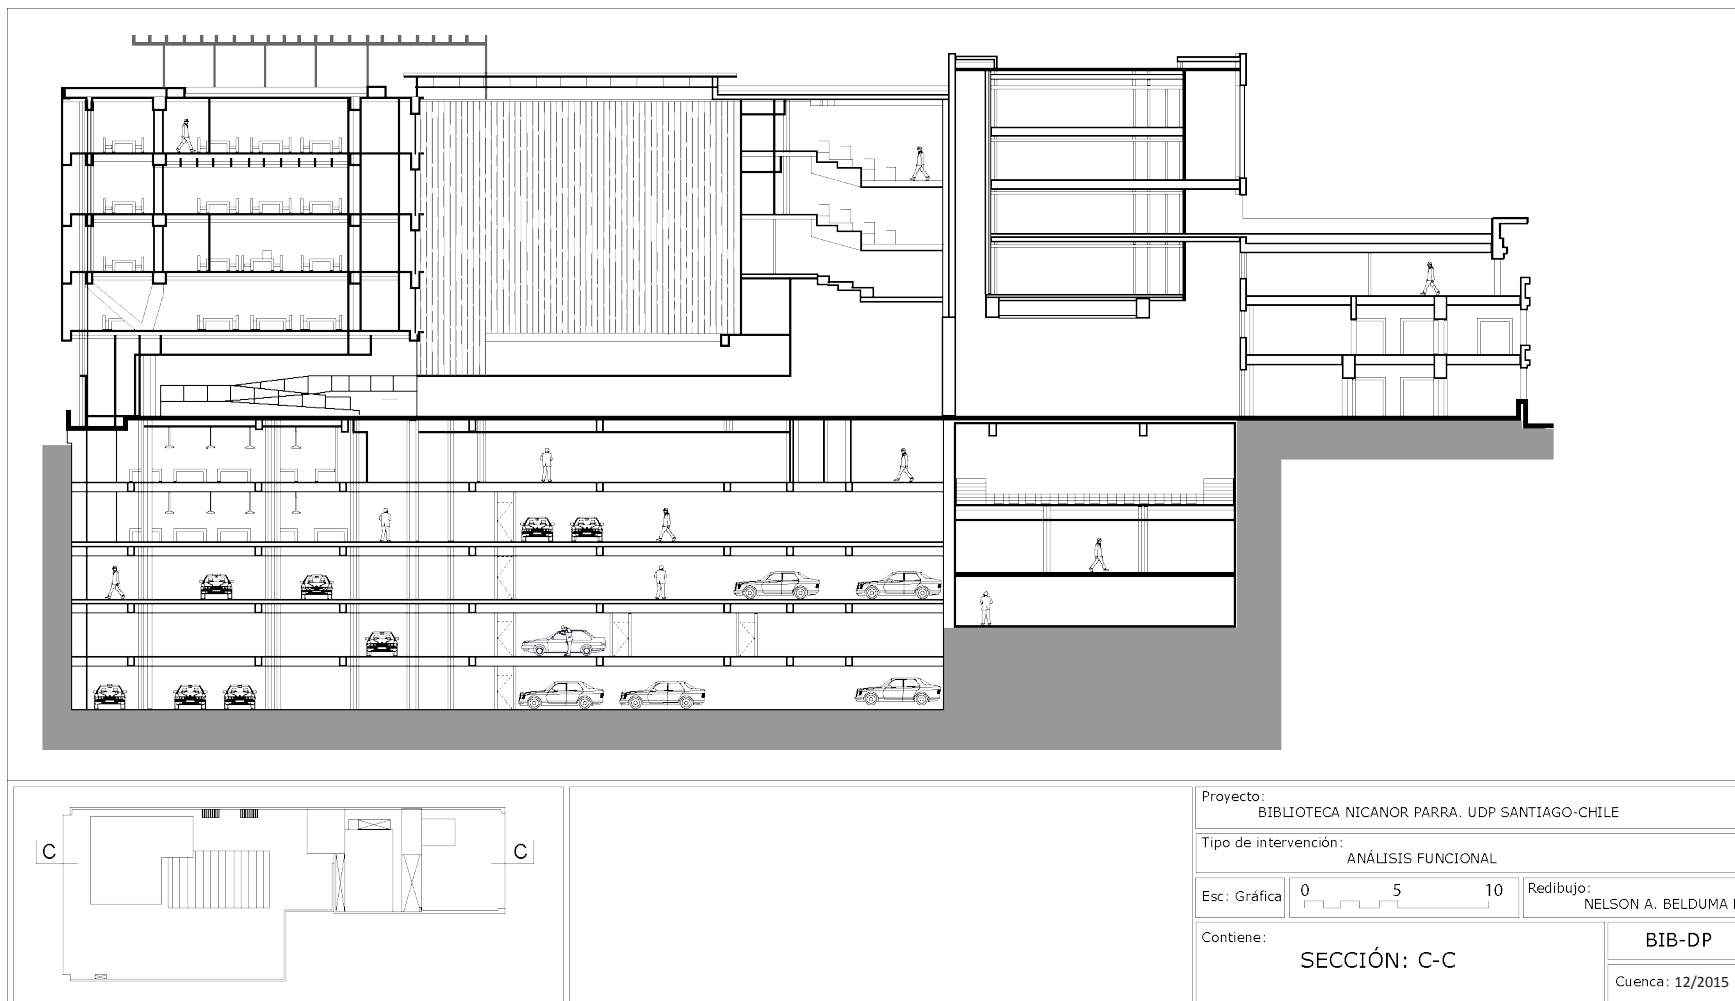 C
C
Proyecto:
BIBLIOTECA NICANOR PARRA. UDP SANTIAGO-CHILE
Tipo de intervención:
ANÁLISIS FUNCIONAL
Esc: Gráfica
0 5 10
Redibujo:
NELSON A. BELDUMA
Contiene:
SECCIÓN: C-C
BIB-DP
Cuenca: 12/2015